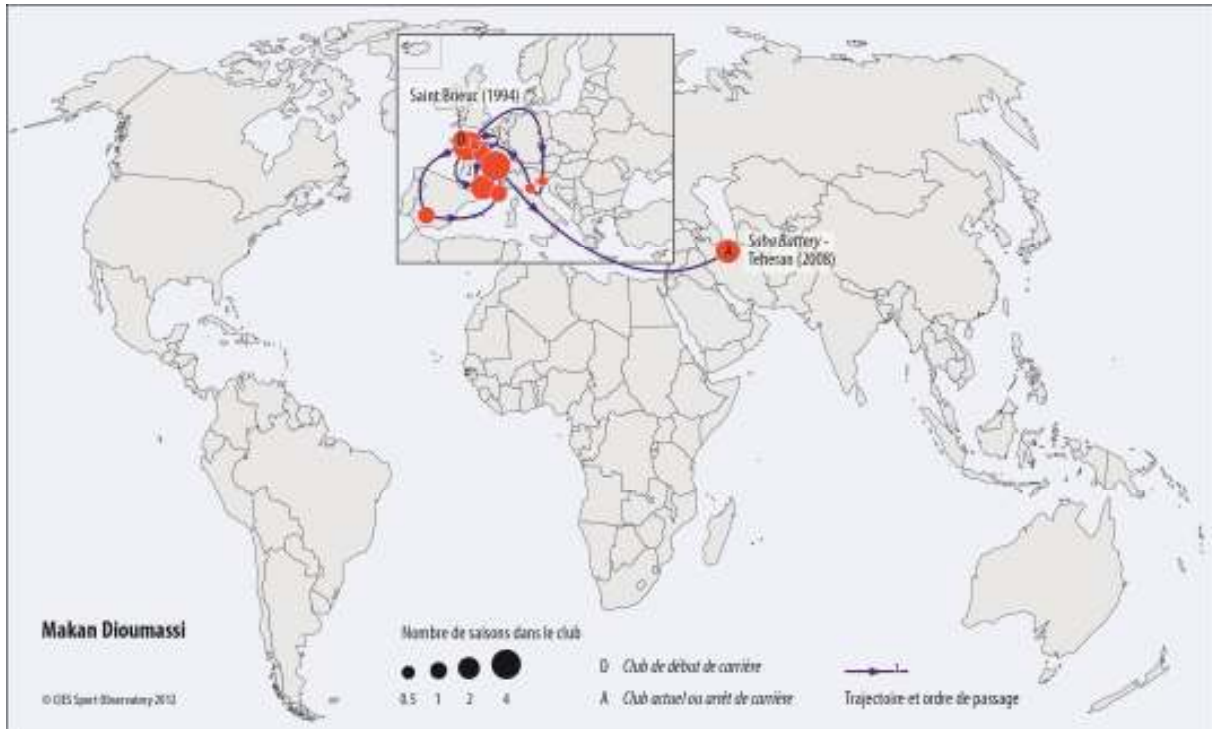 Saint Brieuc (1994)
D
2
A
Saba Battery -
Teheran (2008)
Makan Dioumassi
Nombre de saisons dans le club
0.5 1 2 4
D Club de début de carrière
A Club actuel ou arrêt de carrière
1
Trajectoire et ordre de passage
© CIES Sport Observatory 2012